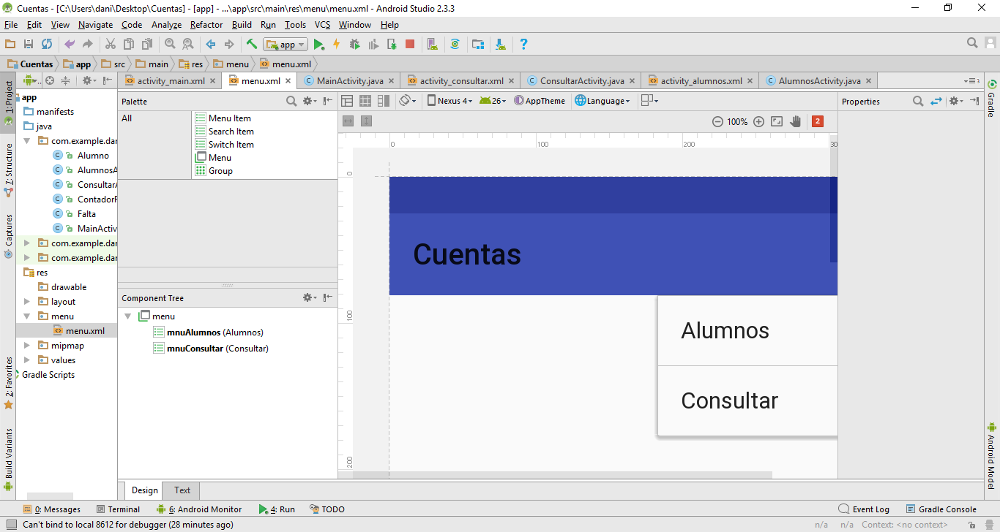 Cuentas - [C:\Users\dani\Desktop\Cuentas] - [app] - ...\app\src\main\res\menu\menu.xml - Android Studio 2.3.3
File Edit View Navigate Code Analyze Refactor Build Run Tools VCS Window Help
app
Cuentas app src main res menu menu.xml
activity_main.xml menu.xml MainActivity.java activity_consultar.xml ConsultarActivity.java activity_alumnos.xml AlumnosActivity.java 3
1: Project
7: Structure
Captures
2: Favorites
Build Variants
app
manifests
java
com.example.dar
Alumno
AlumnosA
ConsultarA
ContadorF
Falta
MainActiv
com.example.dar
com.example.dar
res
drawable
layout
menu
menu.xml
mipmap
values
Gradle Scripts
Palette
All
Menu Item
Search Item
Switch Item
Menu
Group
Component Tree
menu
mnuAlumnos (Alumnos)
mnuConsultar (Consultar)
Nexus 4 26 AppTheme Language
100% 2
0 100 200 30
0
100
200
Cuentas
Alumnos
Consultar
Properties
Gradle
Android Model
Design Text
0: Messages Terminal 6: Android Monitor 4: Run TODO Event Log Gradle Console
Can't bind to local 8612 for debugger (28 minutes ago) n/a n/a Context: <no context>